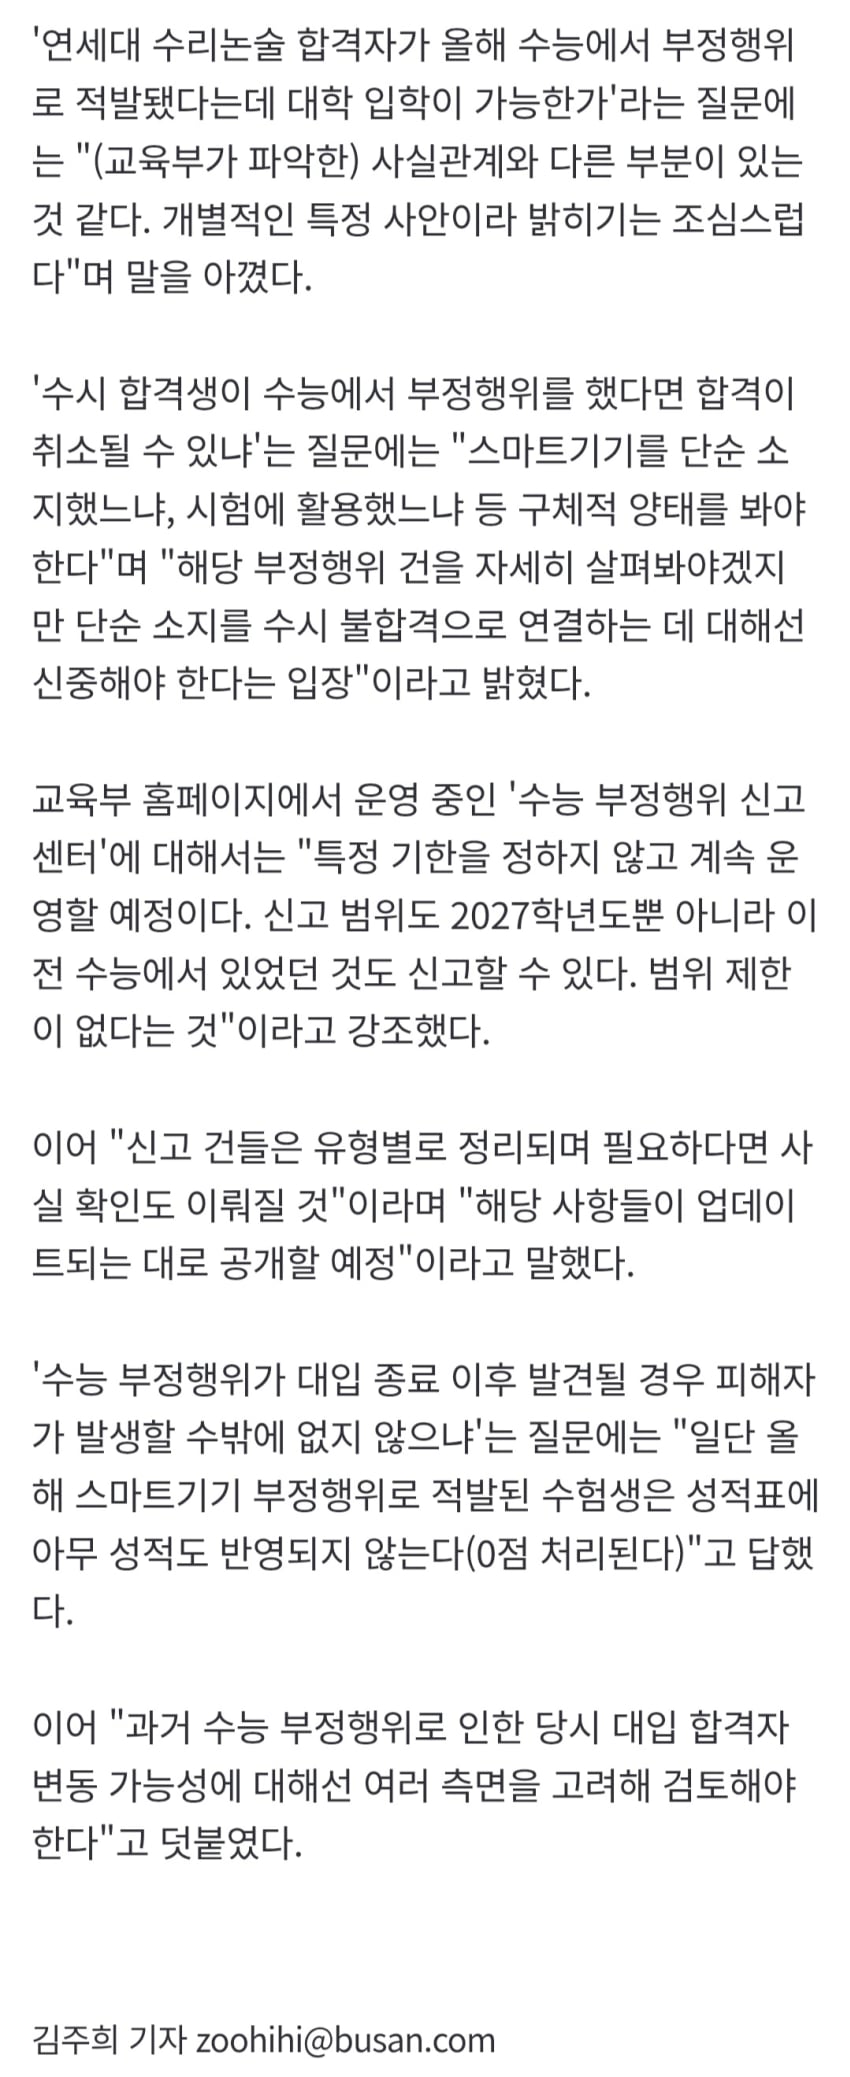 '연세대 수리논술 합격자가 올해 수능에서 부정행위
로 적발됐다는데 대학 입학이 가능한가'라는 질문에
는 "(교육부가 파악한) 사실관계와 다른 부분이 있는
것 같다. 개별적인 특정 사안이라 밝히기는 조심스럽
다"며 말을 아꼈다.
'수시 합격생이 수능에서 부정행위를 했다면 합격이
취소될 수 있냐'는 질문에는 "스마트기기를 단순 소
지했느냐, 시험에 활용했느냐 등 구체적 양태를 봐야
한다"며 "해당 부정행위 건을 자세히 살펴봐야겠지
만 단순 소지를 수시 불합격으로 연결하는 데 대해선
신중해야 한다는 입장"이라고 밝혔다.
교육부 홈페이지에서 운영 중인 '수능 부정행위 신고
센터'에 대해서는 "특정 기한을 정하지 않고 계속 운
영할 예정이다. 신고 범위도 2027학년도뿐 아니라 이
전 수능에서 있었던 것도 신고할 수 있다. 범위 제한
이 없다는 것"이라고 강조했다.
이어 "신고 건들은 유형별로 정리되며 필요하다면 사
실 확인도 이뤄질 것"이라며 "해당 사항들이 업데이
트되는 대로 공개할 예정"이라고 말했다.
'수능 부정행위가 대입 종료 이후 발견될 경우 피해자
가 발생할 수밖에 없지 않으냐'는 질문에는 "일단 올
해 스마트기기 부정행위로 적발된 수험생은 성적표에
아무 성적도 반영되지 않는다(0점 처리된다)"고 답했
다.
이어 "과거 수능 부정행위로 인한 당시 대입 합격자
변동 가능성에 대해선 여러 측면을 고려해 검토해야
한다"고 덧붙였다.
김주희 기자 zoohihi@busan.com